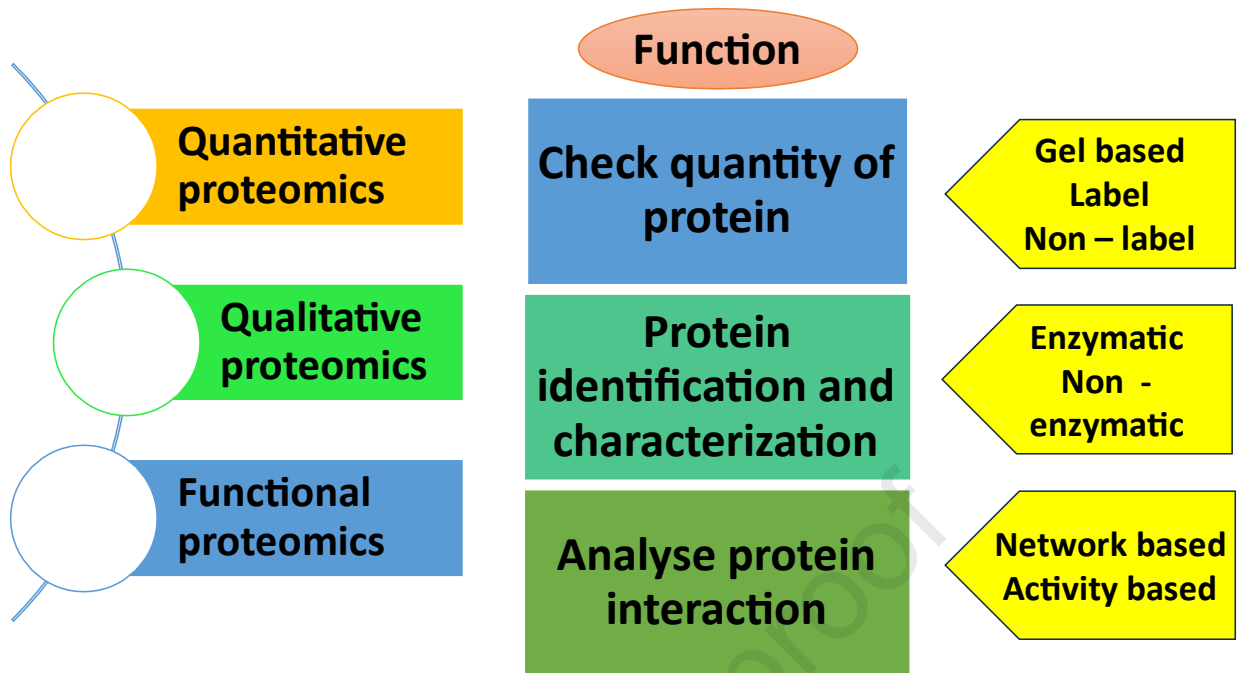 Function
Quantitative
proteomics
Check quantity of
protein
Gel based
Label
Non – label
Qualitative
proteomics
Protein
identification and
characterization
Enzymatic
Non -
enzymatic
Functional
proteomics
Analyse protein
interaction
Network based
Activity based
proof